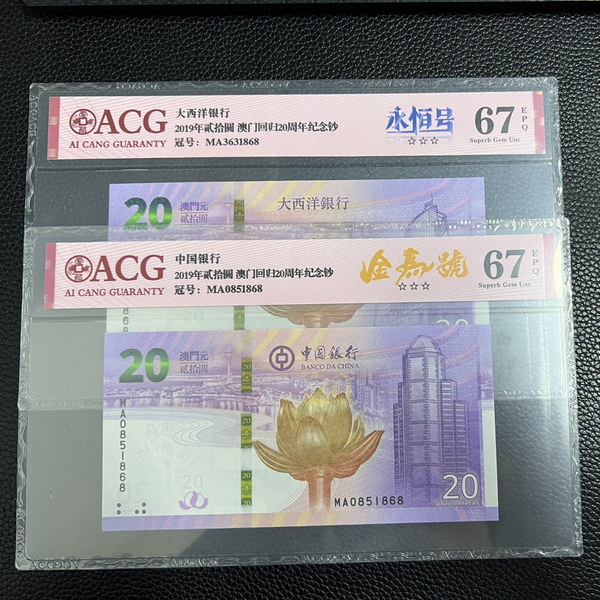 ACG
AI CANG GUARANTY
大西洋银行
2019年贰拾圆 澳门回归20周年纪念钞
冠号：MA3631868
永恒号
☆☆☆
67
EPQ
Superb Gem Unc
20
澳門元
贰拾圓
大西洋銀行
ACG
AI CANG GUARANTY
中国银行
2019年贰拾圆 澳门回归20周年纪念钞
冠号：MA0851868
☆☆☆
67
EPQ
Superb Gem Unc
868
20
20
澳門元
贰拾圓
中国銀行
BANCO DA CHINA
MA0851868
20
MA0851868
20